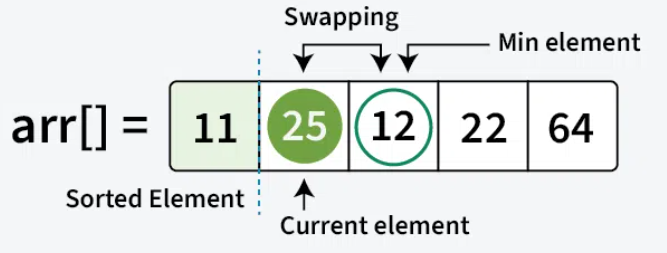 Swapping
Min element
arr[] = 11 25 12 22 64
Sorted Element
Current element